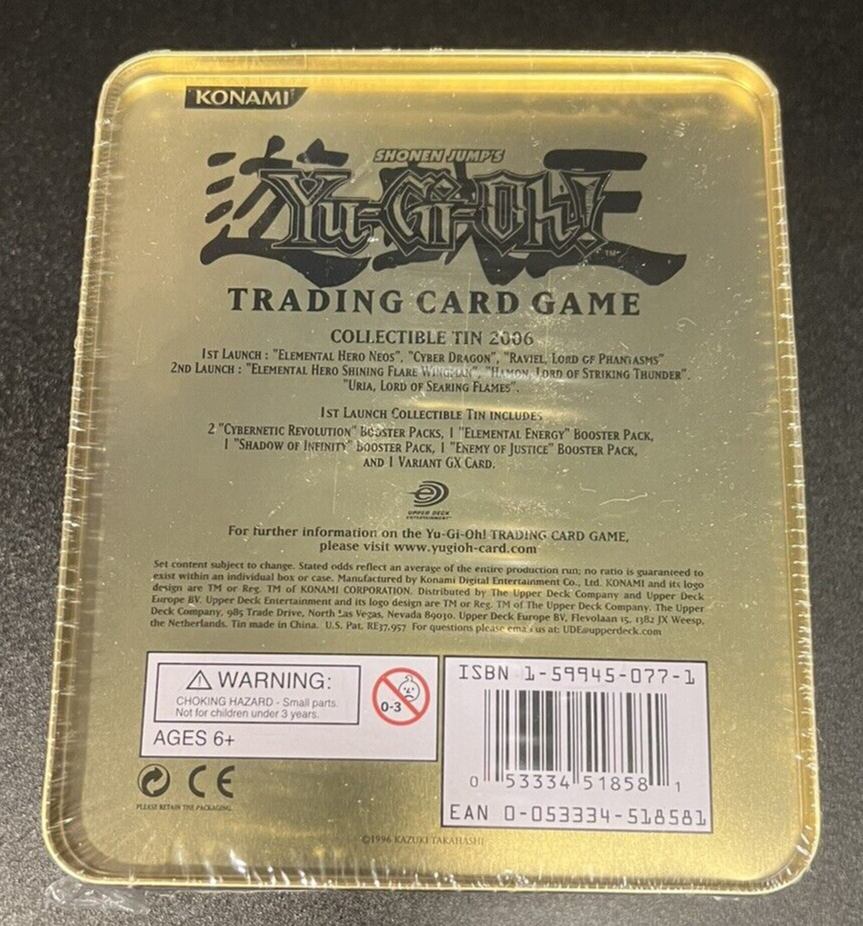 KONAMI
SHONEN JUMP'S
遊戯王
Yu-Gi-Oh!
TM
TRADING CARD GAME
COLLECTIBLE TIN 2006
1ST LAUNCH : "ELEMENTAL HERO NEOS", "CYBER DRAGON", "RAVIEL, LORD OF PHANTASMS"
2ND LAUNCH : "ELEMENTAL HERO SHINING FLARE WINGMAN", "HAMON, LORD OF STRIKING THUNDER".
"URIA, LORD OF SEARING FLAMES".
1ST LAUNCH COLLECTIBLE TIN INCLUDES
2 "CYBERNETIC REVOLUTION" BOOSTER PACKS, 1 "ELEMENTAL ENERGY" BOOSTER PACK,
1 "SHADOW OF INFINITY" BOOSTER PACK, 1 "ENEMY OF JUSTICE" BOOSTER PACK,
AND 1 VARIANT GX CARD.
UPPER DECK
ENTERTAINMENT
For further information on the Yu-Gi-Oh! TRADING CARD GAME,
please visit www.yugioh-card.com
Set content subject to change. Stated odds reflect an average of the entire production run; no ratio is guaranteed to
exist within an individual box or case. Manufactured by Konami Digital Entertainment Co., Ltd. KONAMI and its logo
design are TM or Reg. TM of KONAMI CORPORATION. Distributed by The Upper Deck Company and Upper Deck
Europe BV. Upper Deck Entertainment and its logo design are TM or Reg. TM of The Upper Deck Company. The Upper
Deck Company, 985 Trade Drive, North Las Vegas, Nevada 89030. Upper Deck Europe BV, Flevolaan 15, 1382 JX Weesp,
the Netherlands. Tin made in China. U.S. Pat. RE37,957 For questions please email us at: UDE@upperdeck.com
WARNING:
CHOKING HAZARD - Small parts.
Not for children under 3 years.
0-3
AGES 6+
ISBN 1-59945-077-1
0 53334 51858 1
EAN 0-053334-518581
CE
PLEASE RETAIN THE PACKAGING.
©1996 KAZUKI TAKAHASHI